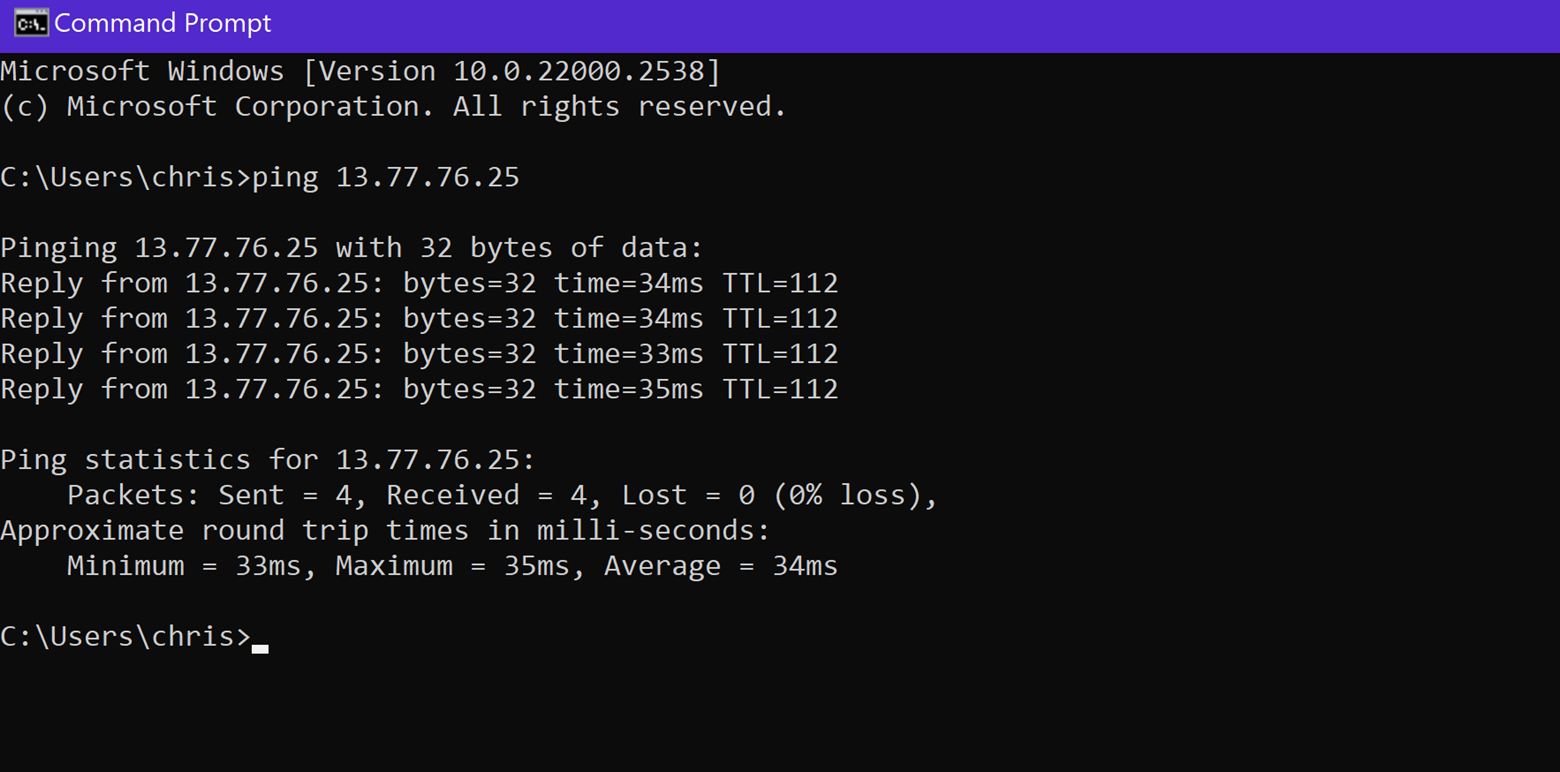 Command Prompt
Microsoft Windows [Version 10.0.22000.2538]
(c) Microsoft Corporation. All rights reserved.
C:\Users\chris>ping 13.77.76.25
Pinging 13.77.76.25 with 32 bytes of data:
Reply from 13.77.76.25: bytes=32 time=34ms TTL=112
Reply from 13.77.76.25: bytes=32 time=34ms TTL=112
Reply from 13.77.76.25: bytes=32 time=33ms TTL=112
Reply from 13.77.76.25: bytes=32 time=35ms TTL=112
Ping statistics for 13.77.76.25:
    Packets: Sent = 4, Received = 4, Lost = 0 (0% loss),
Approximate round trip times in milli-seconds:
    Minimum = 33ms, Maximum = 35ms, Average = 34ms
C:\Users\chris>